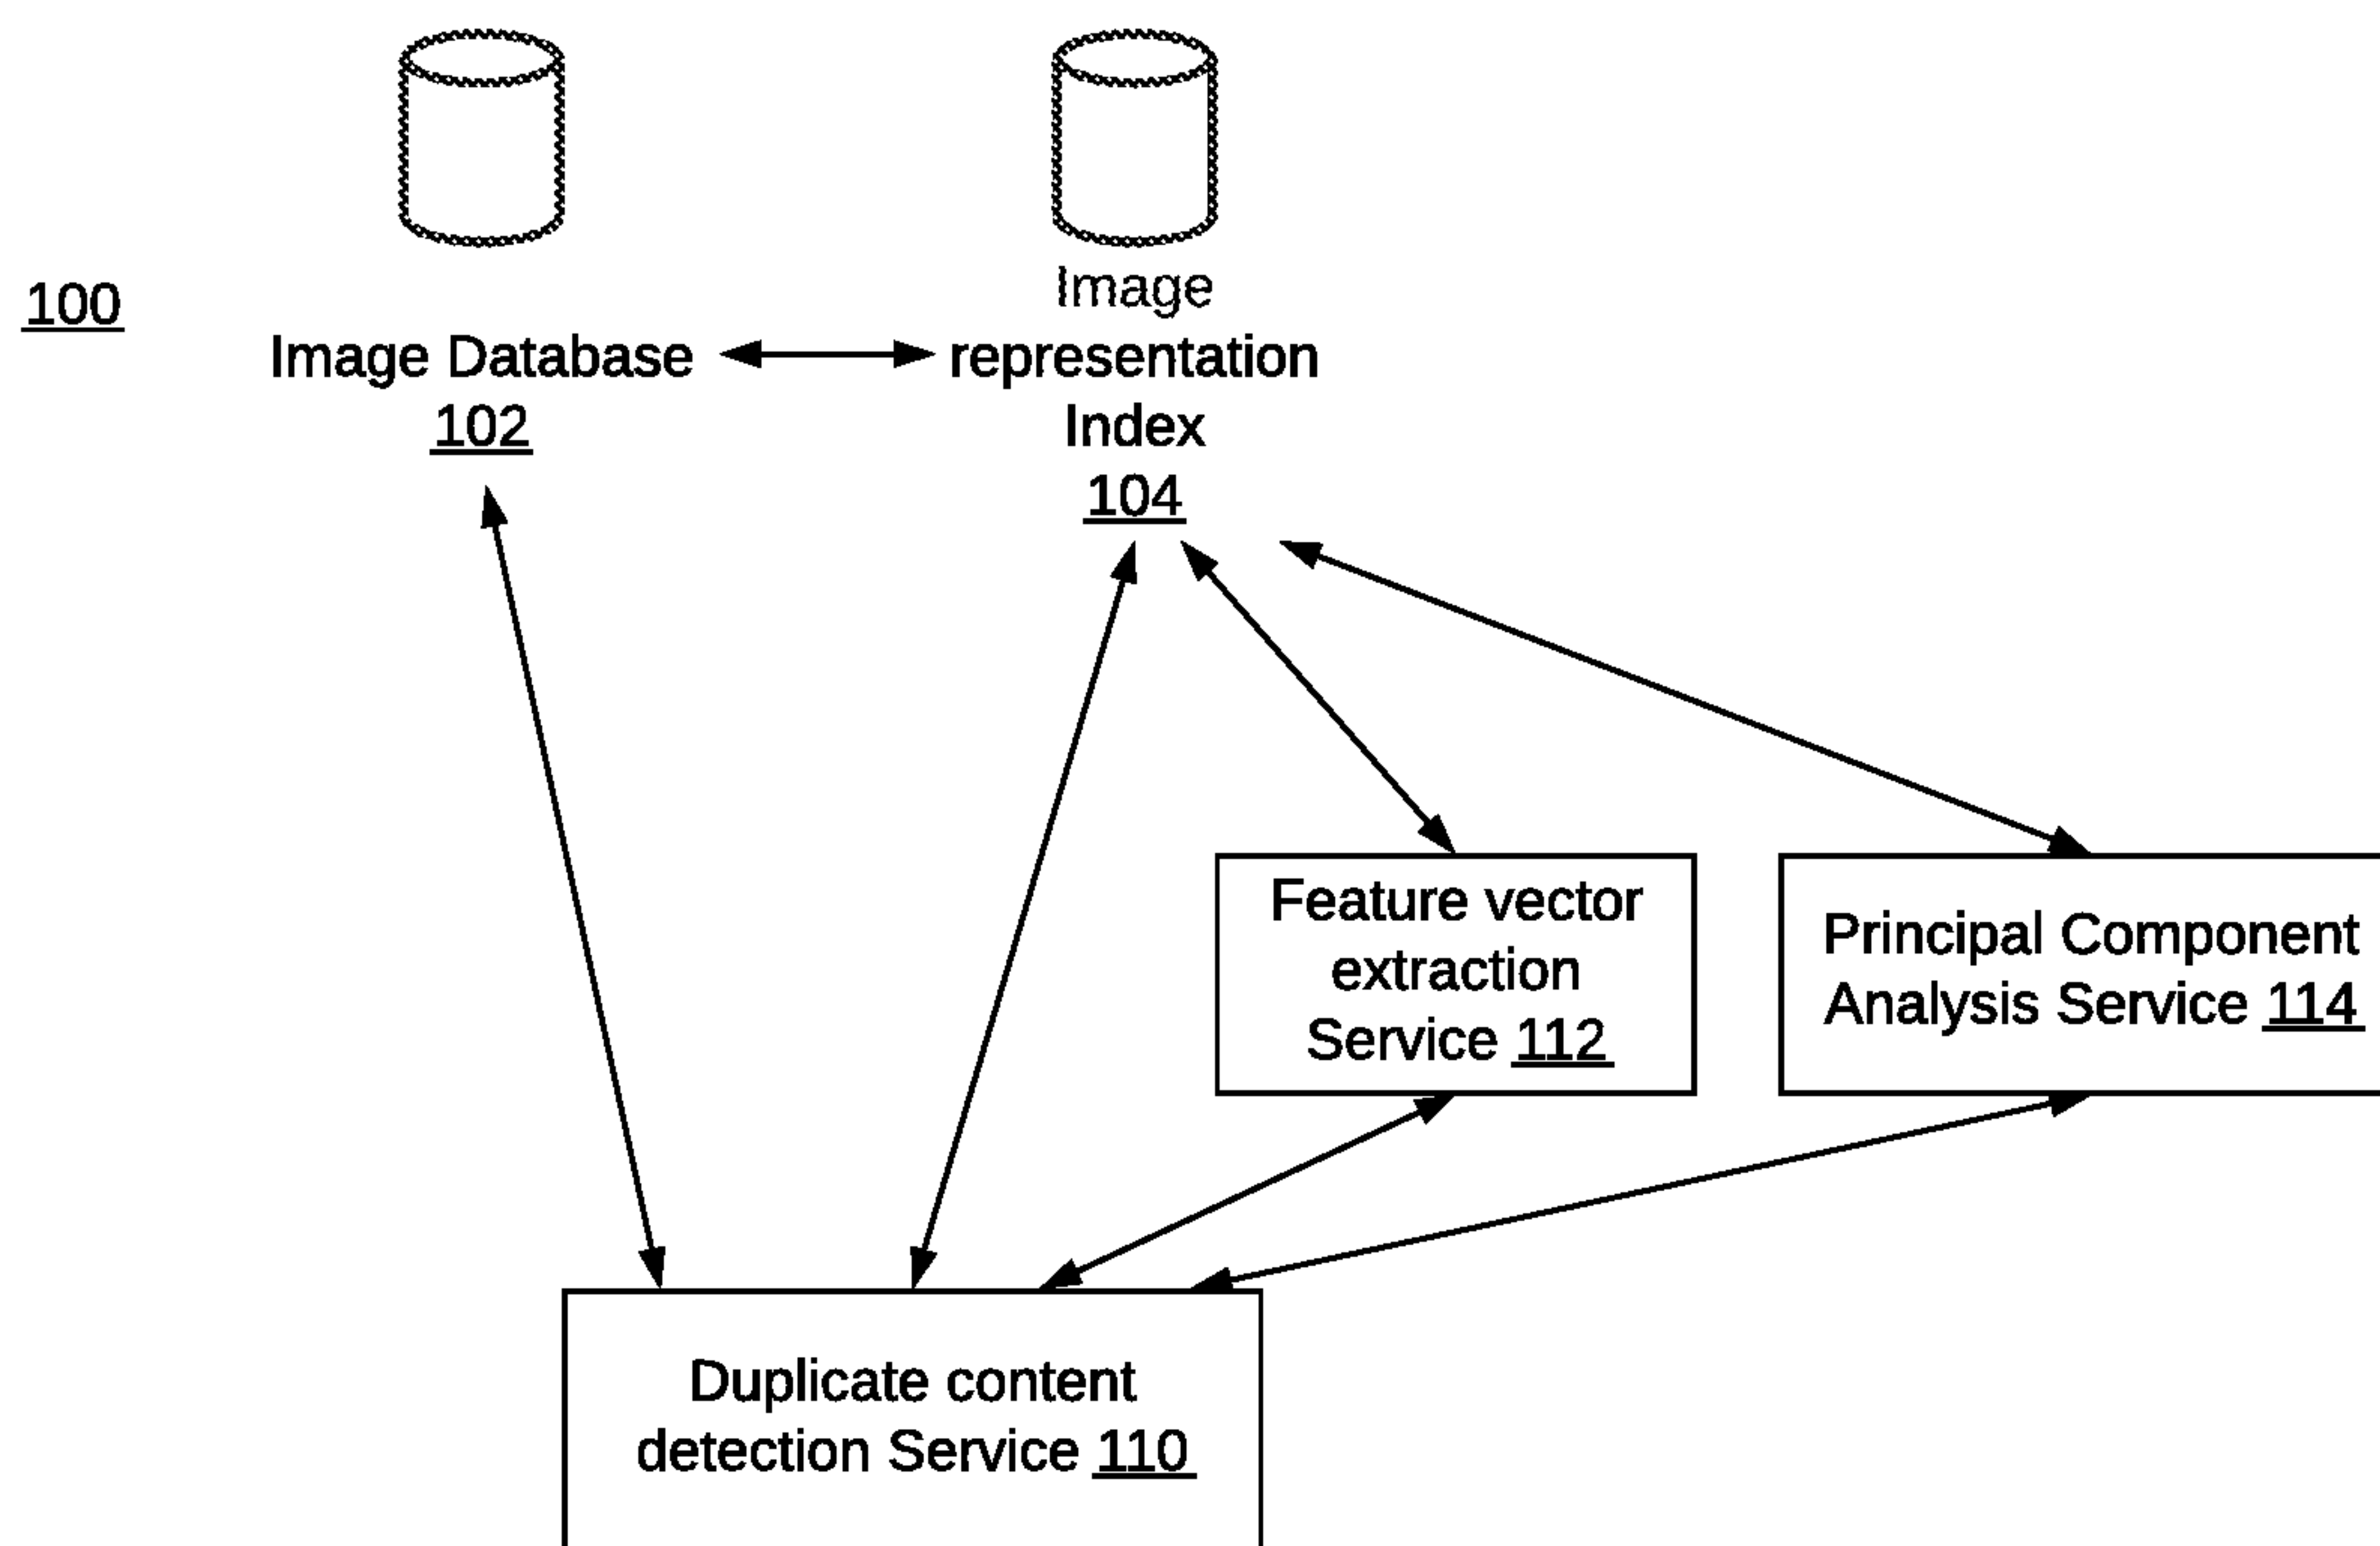 100
Image Database
102
Image
representation
Index
104
Feature vector
extraction
Service 112
Principal Component
Analysis Service 114
Duplicate content
detection Service 110